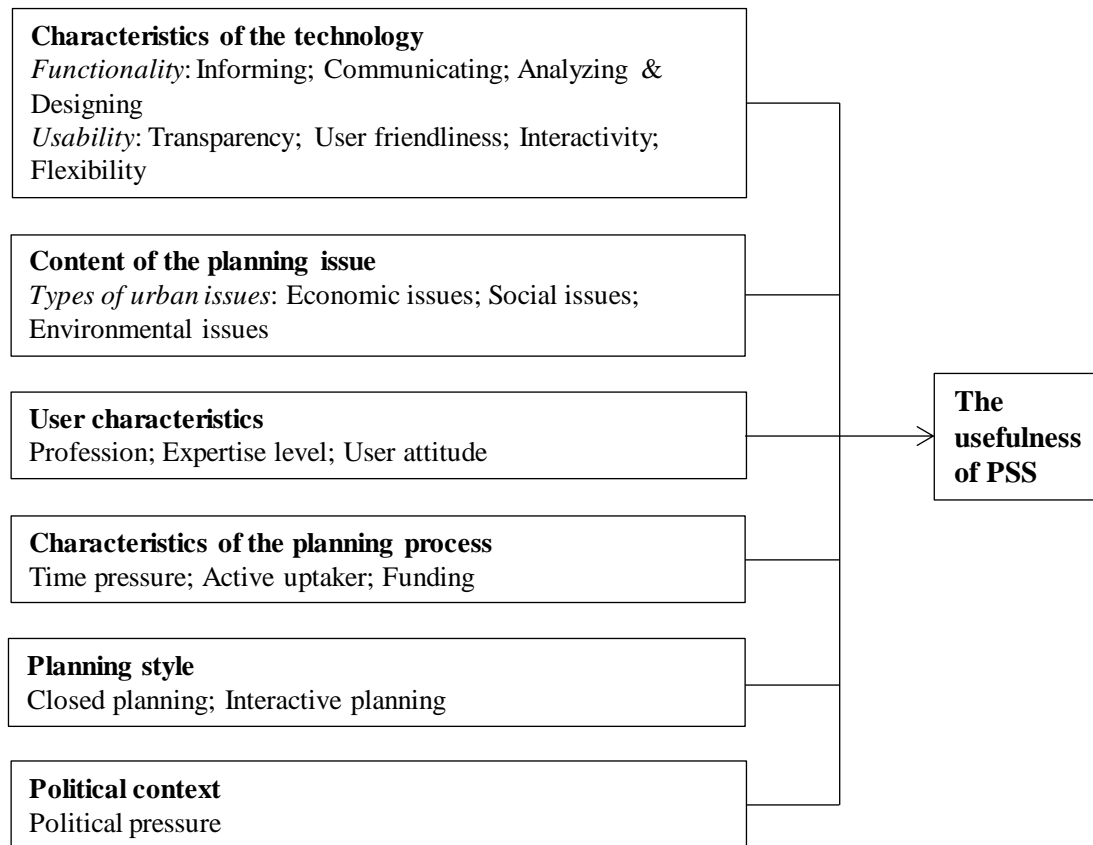 Characteristics of the technology
Functionality: Informing; Communicating; Analyzing &
Designing
Usability: Transparency; User friendliness; Interactivity;
Flexibility
Content of the planning issue
Types of urban issues: Economic issues; Social issues;
Environmental issues
User characteristics
Profession; Expertise level; User attitude
Characteristics of the planning process
Time pressure; Active uptaker; Funding
Planning style
Closed planning; Interactive planning
Political context
Political pressure
The
usefulness
of PSS